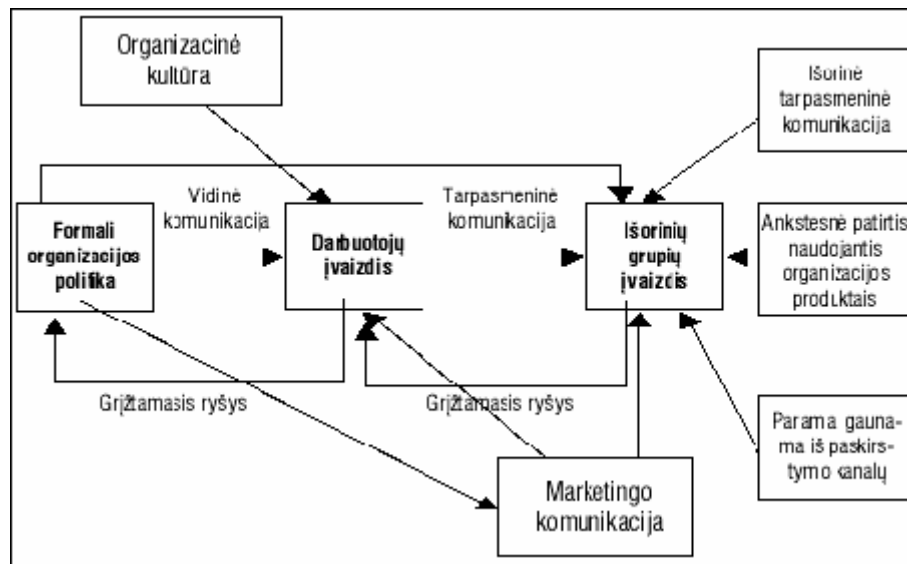 Organizacinė
kultūra
Išorinė
tarpasmeninė
komunikacija
Vidinė
komunikacija
Tarpasmeninė
komunikacija
Formali
organizacijos
politika
Darbuotojų
įvaizdis
Išorinių
grupių
įvaizdis
Ankstesnė patirtis
naudojantis
organizacijos
produktais
Grįžtamasis ryšys
Grįžtamasis ryšys
Marketingo
komunikacija
Parama gauna-
ma iš paskirs-
tymo kanalų